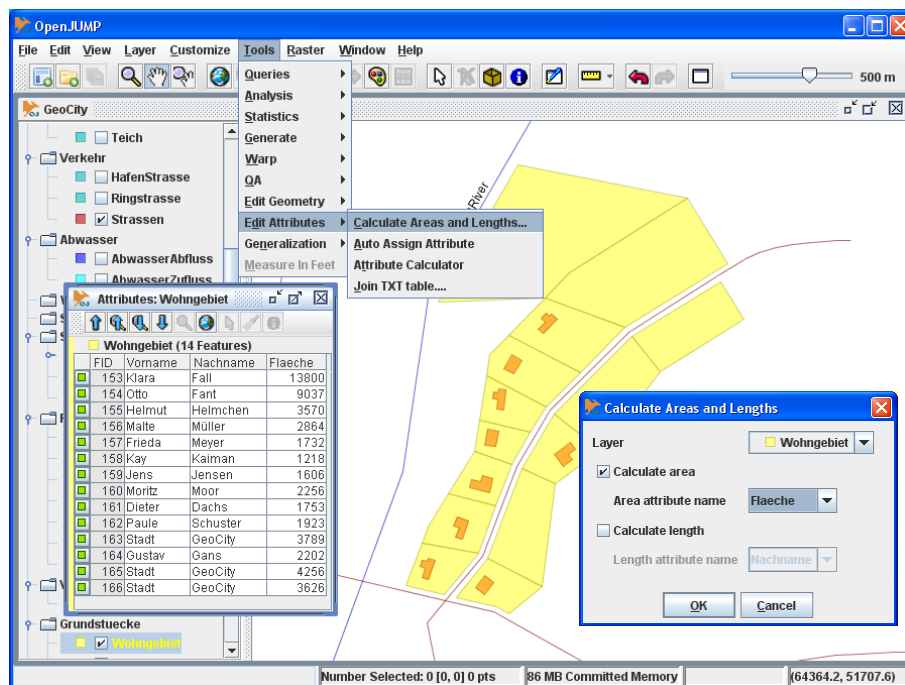 OpenJUMP
File Edit View Layer Customize Tools Raster Window Help
500 m
GeoCity
Teich
Verkehr
HafenStrasse
Ringstrasse
Strassen
Abwasser
AbwasserAbfluss
AbwasserZufluss
Queries
Analysis
Statistics
Generate
Warp
QA
Edit Geometry
Edit Attributes
Generalization
Measure In Feet
Calculate Areas and Lengths...
Auto Assign Attribute
Attribute Calculator
Join TXT table....
River
Attributes: Wohngebiet
Wohngebiet (14 Features)
FID Vorname Nachname Flaeche
153 Klara Fall 13800
154 Otto Fant 9037
155 Helmut Helmchen 3570
156 Malte Müller 2864
157 Frieda Meyer 1732
158 Kay Kaiman 1218
159 Jens Jensen 1606
160 Moritz Moor 2256
161 Dieter Dachs 1753
162 Paule Schuster 1923
163 Stadt GeoCity 3789
164 Gustav Gans 2202
165 Stadt GeoCity 4256
166 Stadt GeoCity 3626
Grundstuecke
Wohngebiet
Calculate Areas and Lengths
Layer Wohngebiet
Calculate area
Area attribute name Flaeche
Calculate length
Length attribute name Nachname
OK Cancel
Number Selected: 0 [0, 0] 0 pts 86 MB Committed Memory (64364.2, 51707.6)